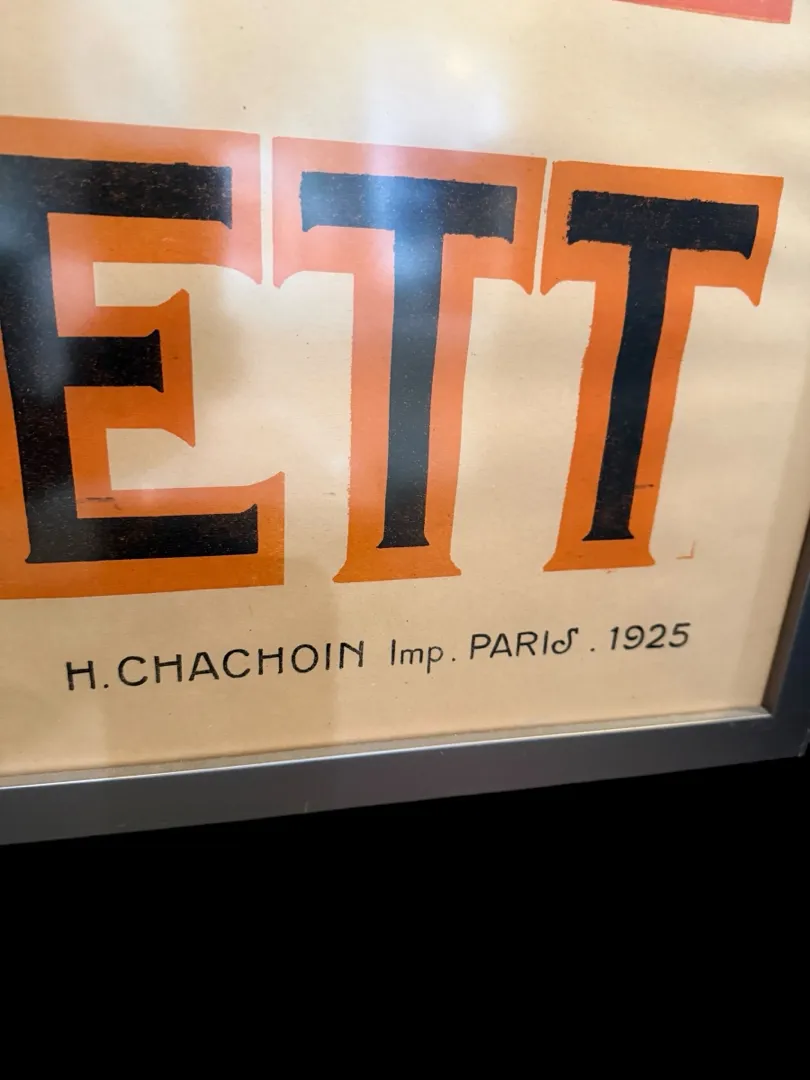 ETT
H. CHACHOIN Imp. PARIS. 1925